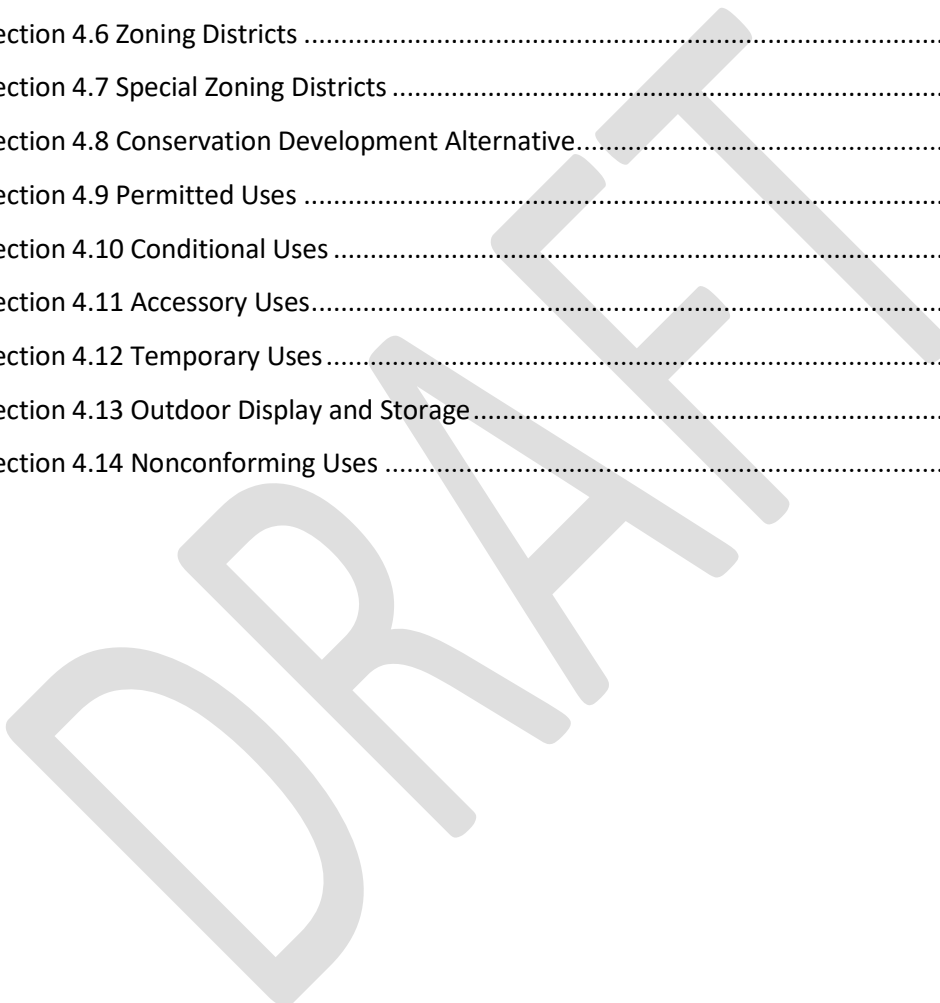 ection 4.6 Zoning Districts ................................................................................................
ection 4.7 Special Zoning Districts ................................................................................
ection 4.8 Conservation Development Alternative......................................................
ection 4.9 Permitted Uses ................................................................................................
ection 4.10 Conditional Uses ..........................................................................................
ection 4.11 Accessory Uses..............................................................................................
ection 4.12 Temporary Uses ...........................................................................................
ection 4.13 Outdoor Display and Storage......................................................................
ection 4.14 Nonconforming Uses ..................................................................................
DRAFT